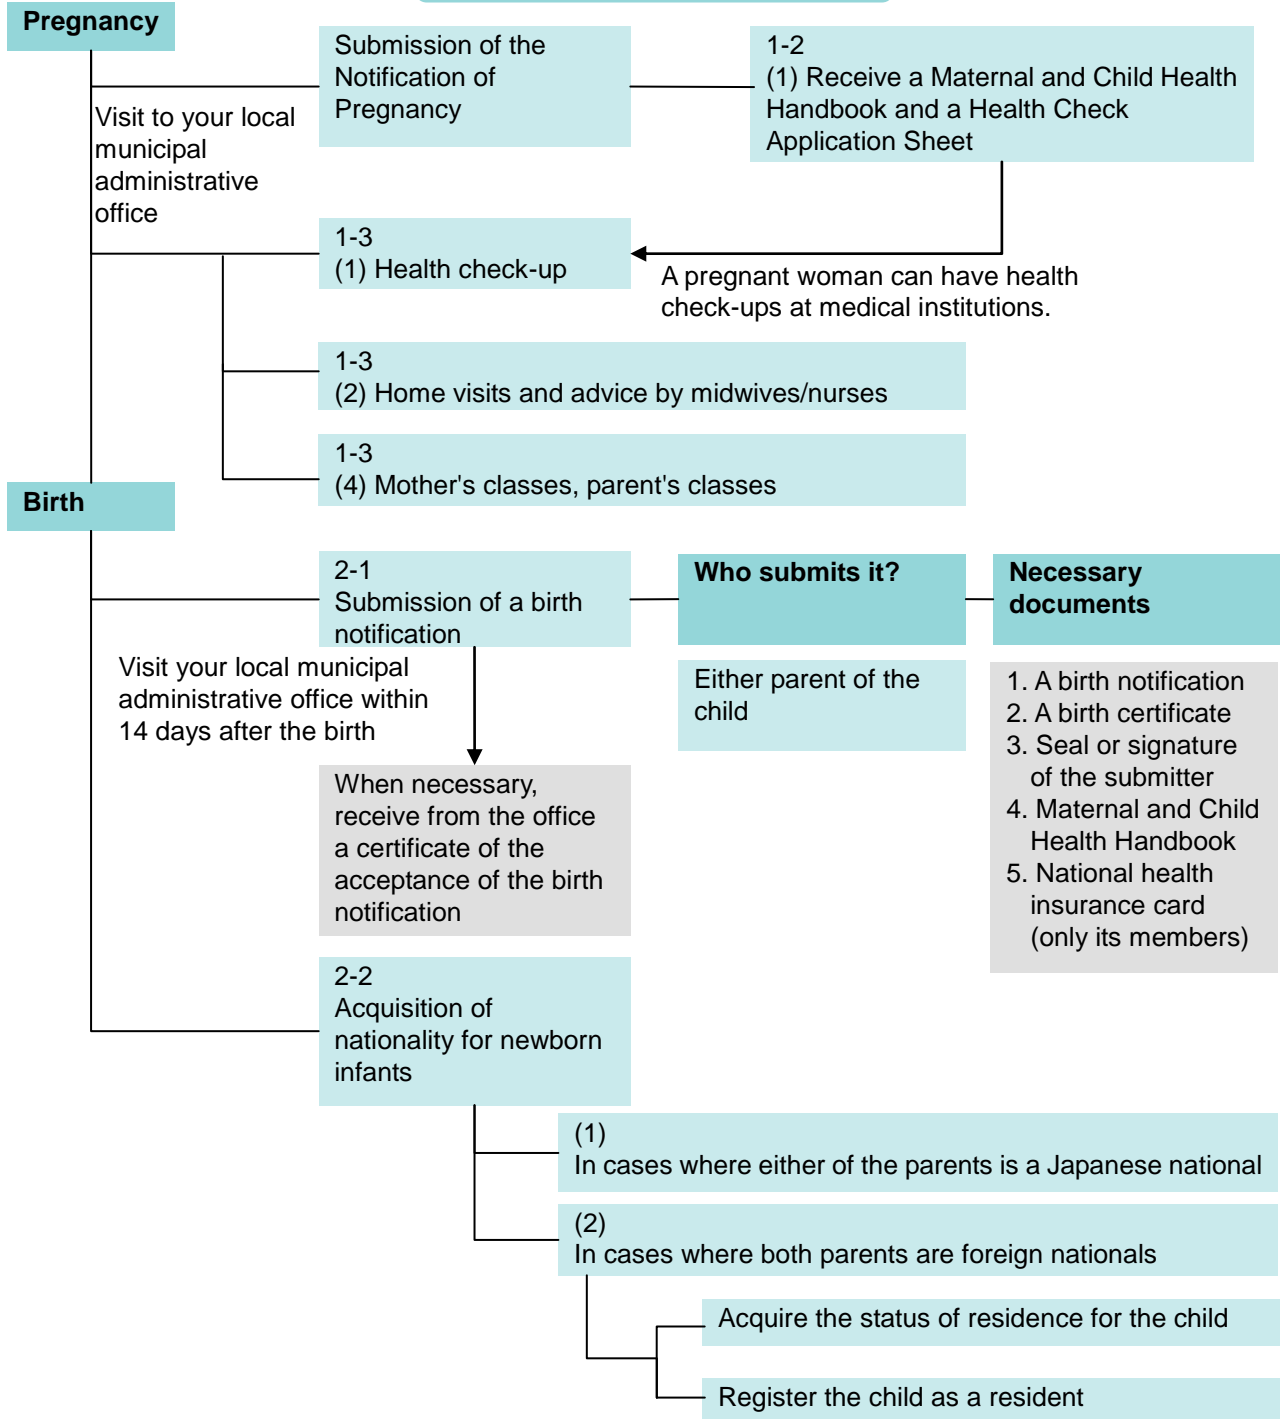 Pregnancy
Submission of the
Notification of
Pregnancy
1-2
(1) Receive a Maternal and Child Health
Handbook and a Health Check
Application Sheet
Visit to your local
municipal
administrative
office
1-3
(1) Health check-up
A pregnant woman can have health
check-ups at medical institutions.
1-3
(2) Home visits and advice by midwives/nurses
1-3
(4) Mother's classes, parent's classes
Birth
2-1
Submission of a birth
notification
Who submits it?
Necessary
documents
Visit your local municipal
administrative office within
14 days after the birth
Either parent of the
child
1. A birth notification
2. A birth certificate
3. Seal or signature
of the submitter
4. Maternal and Child
Health Handbook
5. National health
insurance card
(only its members)
When necessary,
receive from the office
a certificate of the
acceptance of the birth
notification
2-2
Acquisition of
nationality for newborn
infants
(1)
In cases where either of the parents is a Japanese national
(2)
In cases where both parents are foreign nationals
Acquire the status of residence for the child
Register the child as a resident